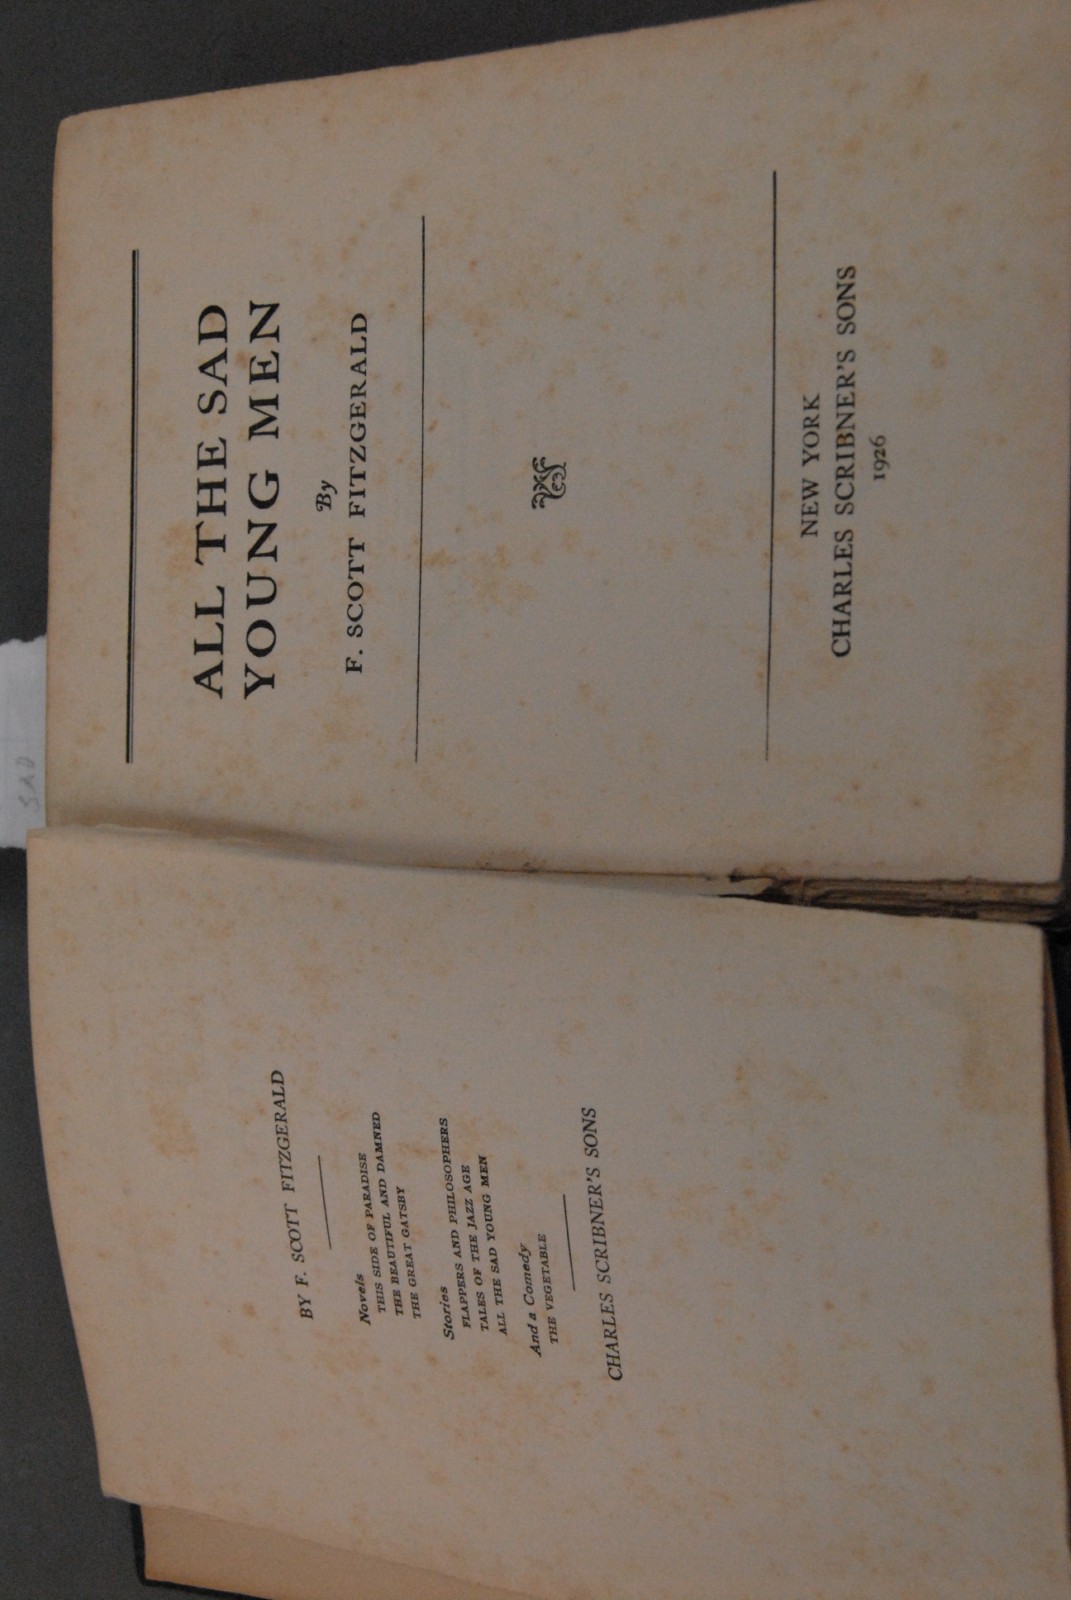 SAD
BY F. SCOTT FITZGERALD
Novels
THIS SIDE OF PARADISE
THE BEAUTIFUL AND DAMNED
THE GREAT GATSBY
Stories
FLAPPERS AND PHILOSOPHERS
TALES OF THE JAZZ AGE
ALL THE SAD YOUNG MEN
And a Comedy
THE VEGETABLE
CHARLES SCRIBNER'S SONS
ALL THE SAD
YOUNG MEN
By
F. SCOTT FITZGERALD
NEW YORK
CHARLES SCRIBNER'S SONS
1926